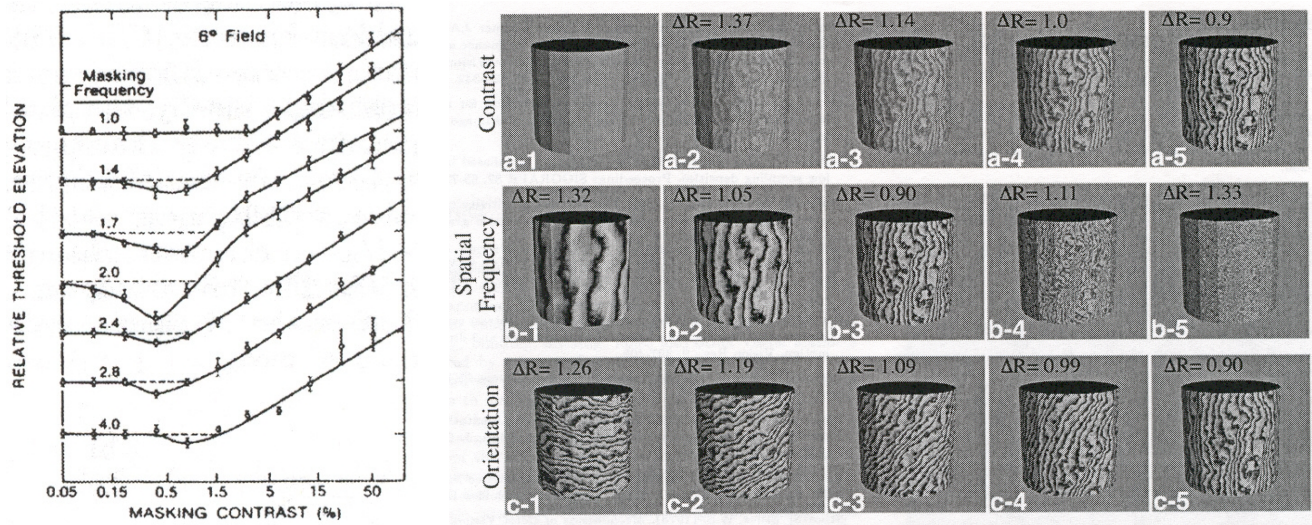 6° Field
Masking
Frequency
1.0
1.4
1.7
2.0
2.4
2.8
4.0
RELATIVE THRESHOLD ELEVATION
0.05 0.15 0.5 1.5 5 15 50
MASKING CONTRAST (%)
ΔR= 1.37 ΔR= 1.14 ΔR= 1.0 ΔR= 0.9
Contrast
a-1 a-2 a-3 a-4 a-5
ΔR= 1.32 ΔR= 1.05 ΔR= 0.90 ΔR= 1.11 ΔR= 1.33
Spatial
Frequency
b-1 b-2 b-3 b-4 b-5
ΔR= 1.26 ΔR= 1.19 ΔR= 1.09 ΔR= 0.99 ΔR= 0.90
Orientation
c-1 c-2 c-3 c-4 c-5